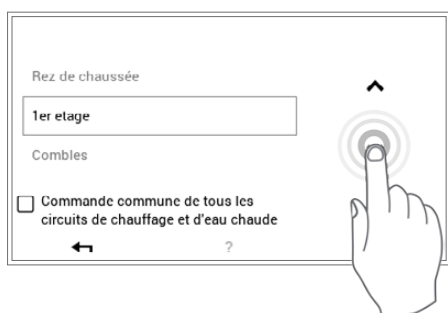 Rez de chaussée
1er etage
Combles
Commande commune de tous les
circuits de chauffage et d'eau chaude
?